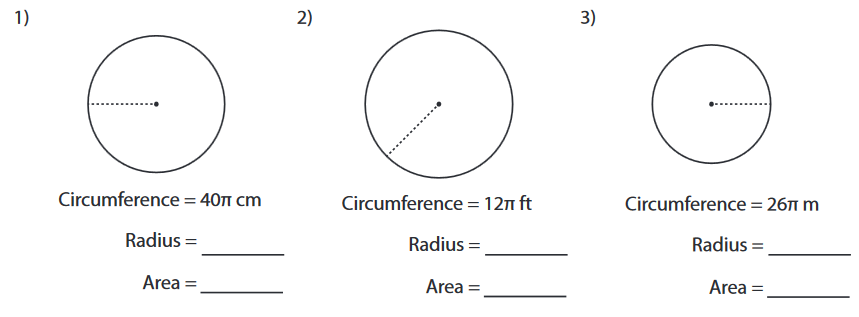 1)
2)
3)
Circumference = 40π cm
Circumference = 12π ft
Circumference = 26π m
Radius = ________
Radius = ________
Radius = ________
Area = ________
Area = ________
Area = ________